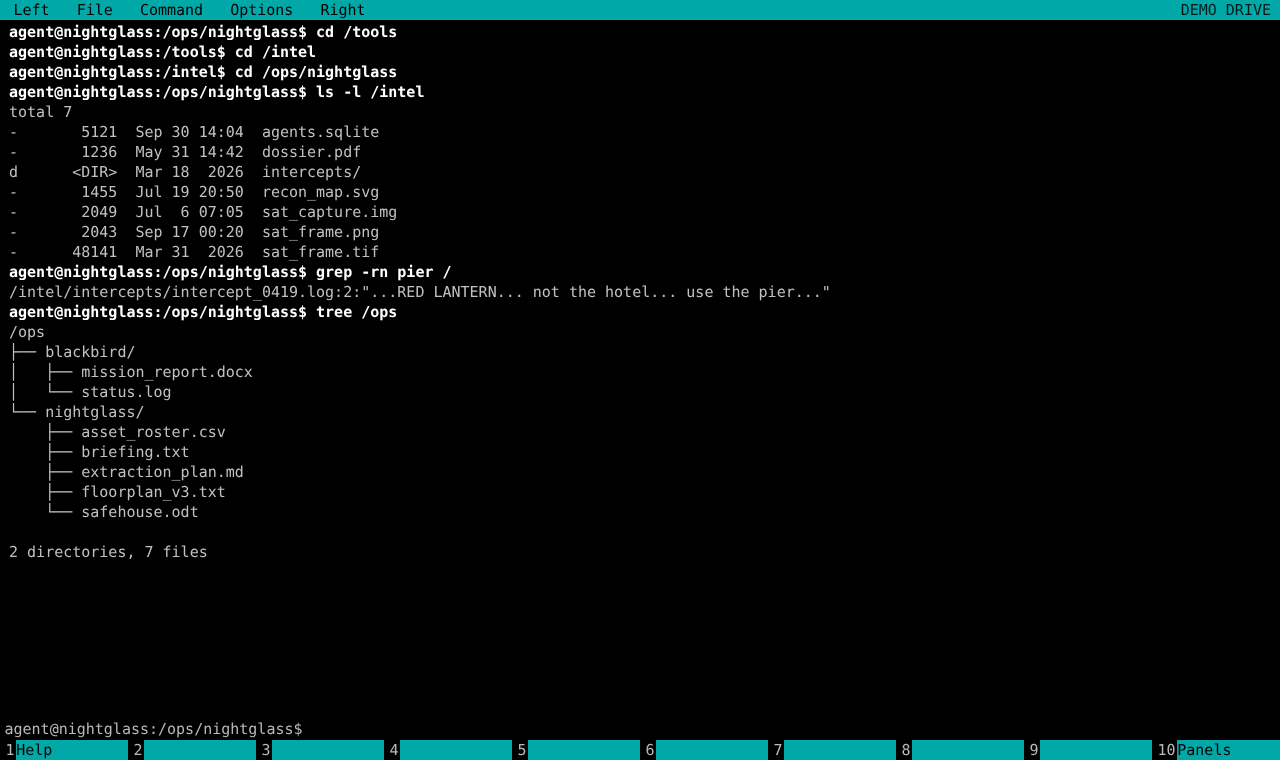 Left   File   Command   Options   Right   DEMO DRIVE
agent@nightglass:/ops/nightglass$ cd /tools
agent@nightglass:/tools$ cd /intel
agent@nightglass:/intel$ cd /ops/nightglass
agent@nightglass:/ops/nightglass$ ls -l /intel
total 7
-       5121  Sep 30 14:04  agents.sqlite
-       1236  May 31 14:42  dossier.pdf
d      <DIR>  Mar 18  2026  intercepts/
-       1455  Jul 19 20:50  recon_map.svg
-       2049  Jul  6 07:05  sat_capture.img
-       2043  Sep 17 00:20  sat_frame.png
-      48141  Mar 31  2026  sat_frame.tif
agent@nightglass:/ops/nightglass$ grep -rn pier /
/intel/intercepts/intercept_0419.log:2:"...RED LANTERN... not the hotel... use the pier..."
agent@nightglass:/ops/nightglass$ tree /ops
/ops
├── blackbird/
│   ├── mission_report.docx
│   └── status.log
└── nightglass/
    ├── asset_roster.csv
    ├── briefing.txt
    ├── extraction_plan.md
    ├── floorplan_v3.txt
    └── safehouse.odt
2 directories, 7 files
agent@nightglass:/ops/nightglass$
1Help 2 3 4 5 6 7 8 9 10Panels